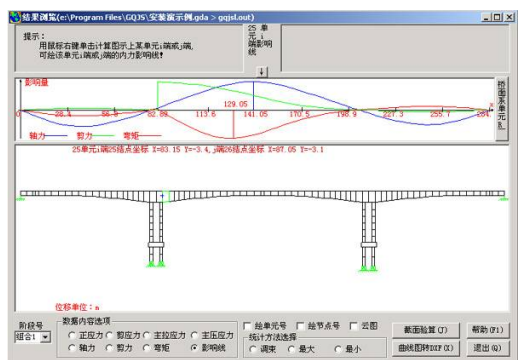 结果浏览(e:\Program Files\GQJS\安装演示例.gda > gqjsl.out)
提示:
用鼠标右键单击计算图示上某单元i端或j端,
可绘该单元i端或j端的内力影响线!
25 单
元 i
端影响
线
↓
影响量
129.05
0 28.4 56.8 82.89 113.6 141.05 170.5 198.9 227.3 255.7 284.
轴力 剪力 弯矩
桥面系单元
R
25单元i端25结点坐标 X=83.15 Y=-3.4,j端26结点坐标 X=87.05 Y=-3.1
位移单位:m
阶段号
组合1
数据内容选项
正应力 剪应力 主拉应力 主压应力
轴力 剪力 弯矩 影响线
绘单元号 绘节点号 云图
统计方法选择
调束 最大 最小
截面验算(J) 帮助(F1)
曲线图转DXF(X) 退出(Q)